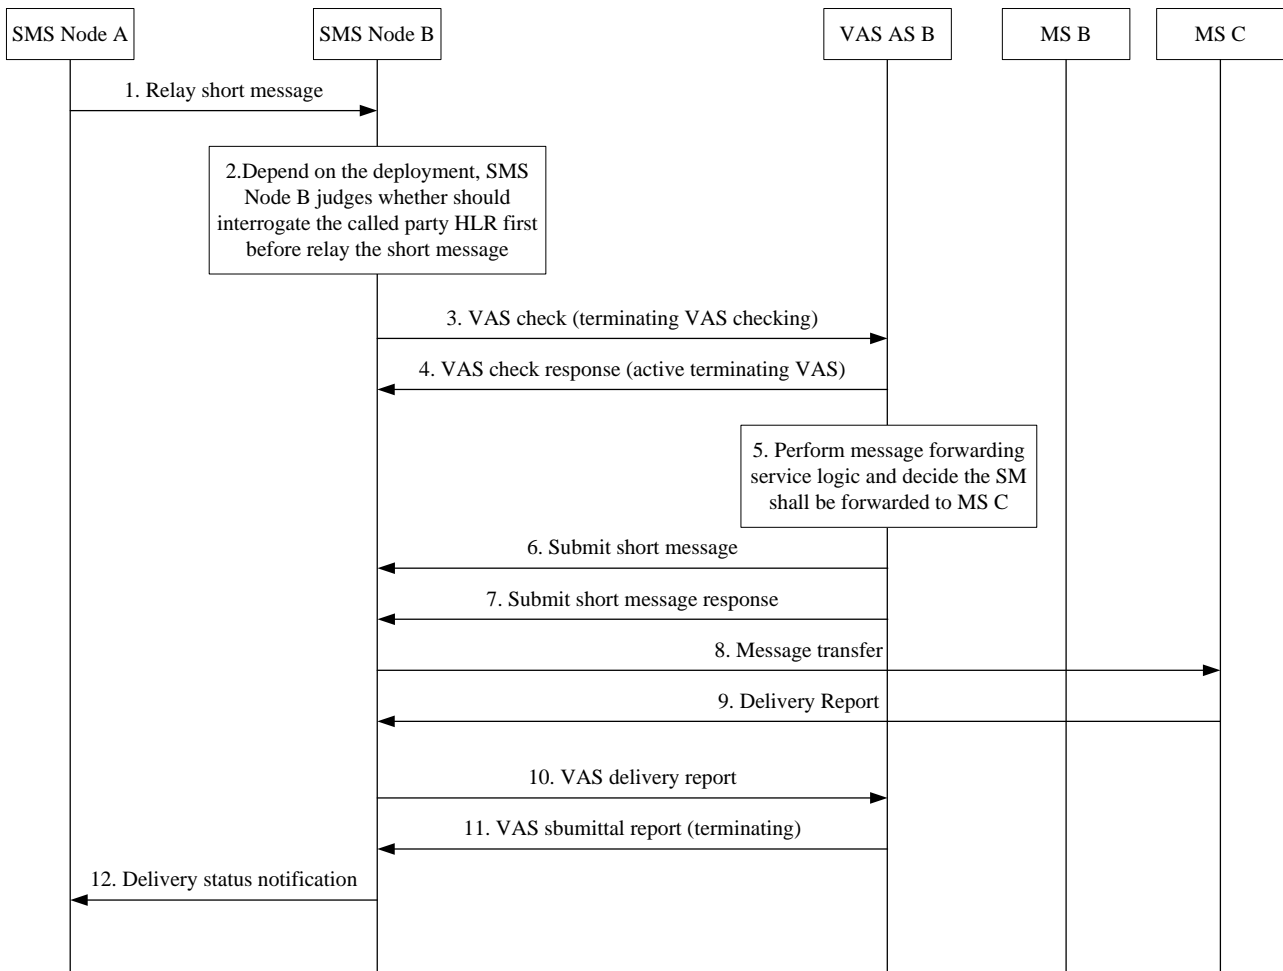 SMS Node A
SMS Node B
VAS AS B
MS B
MS C
1. Relay short message
2.Depend on the deployment, SMS
Node B judges whether should
interrogate the called party HLR first
before relay the short message
3. VAS check (terminating VAS checking)
4. VAS check response (active terminating VAS)
5. Perform message forwarding
service logic and decide the SM
shall be forwarded to MS C
6. Submit short message
7. Submit short message response
8. Message transfer
9. Delivery Report
10. VAS delivery report
11. VAS sbumittal report (terminating)
12. Delivery status notification